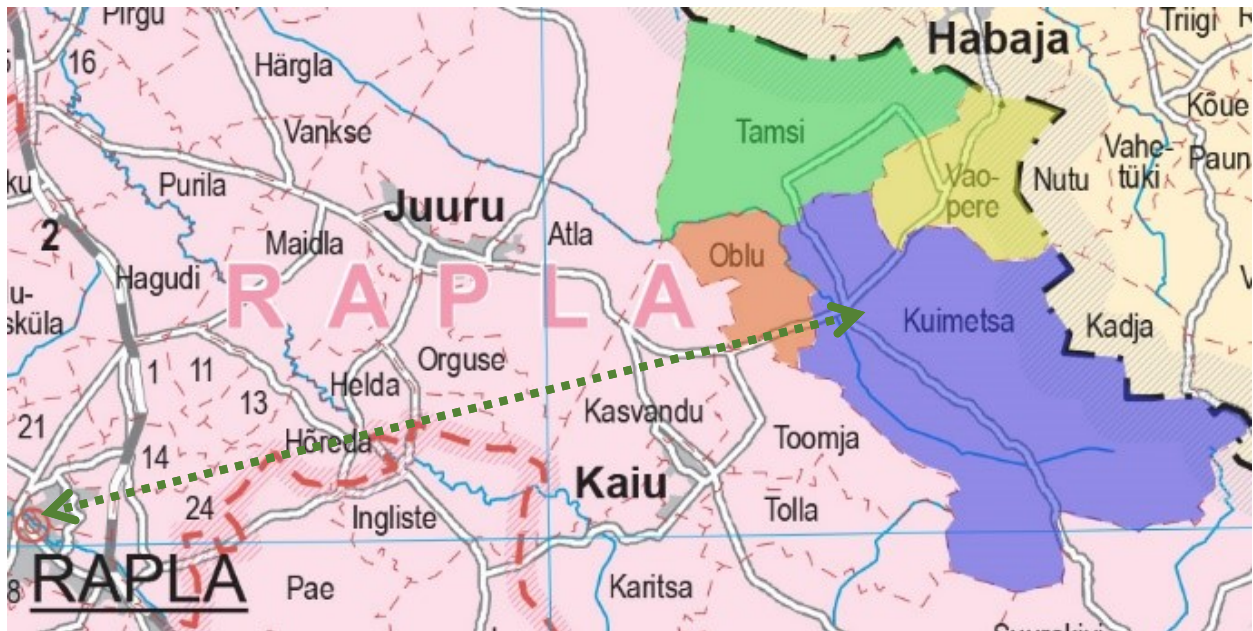 Pirgu
16
Härgla
Habaja
Triigi
Kõue
Vankse
Tamsi
Vahe-
tüki
Paun
Purila
Vao-
pere
Nutu
ku
Juuru
2
Maidla
Atla
Oblu
Hagudi
RAPLA
Kuimetsa
Kadja
u-
sküla
Orguse
1
11
Helda
13
Kasvandu
21
Hõreda
Toomja
14
Kaiu
24
Ingliste
Tolla
RAPLA
8
Pae
Karitsa